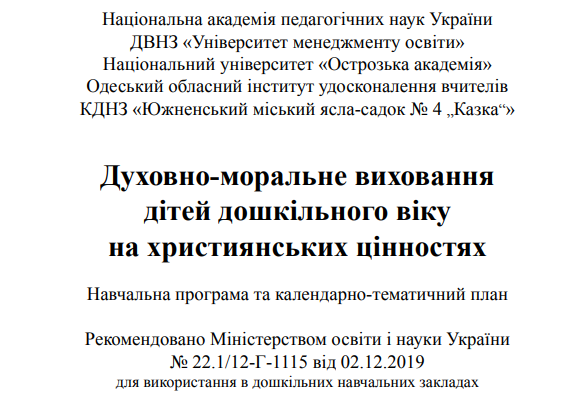 Національна академія педагогічних наук України
ДВНЗ «Університет менеджменту освіти»
Національний університет «Острозька академія»
Одеський обласний інститут удосконалення вчителів
КДНЗ «Южненський міський ясла-садок № 4 „Казка“»
Духовно-моральне виховання
дітей дошкільного віку
на християнських цінностях
Навчальна програма та календарно-тематичний план
Рекомендовано Міністерством освіти і науки України
№ 22.1/12-Г-1115 від 02.12.2019
для використання в дошкільних навчальних закладах